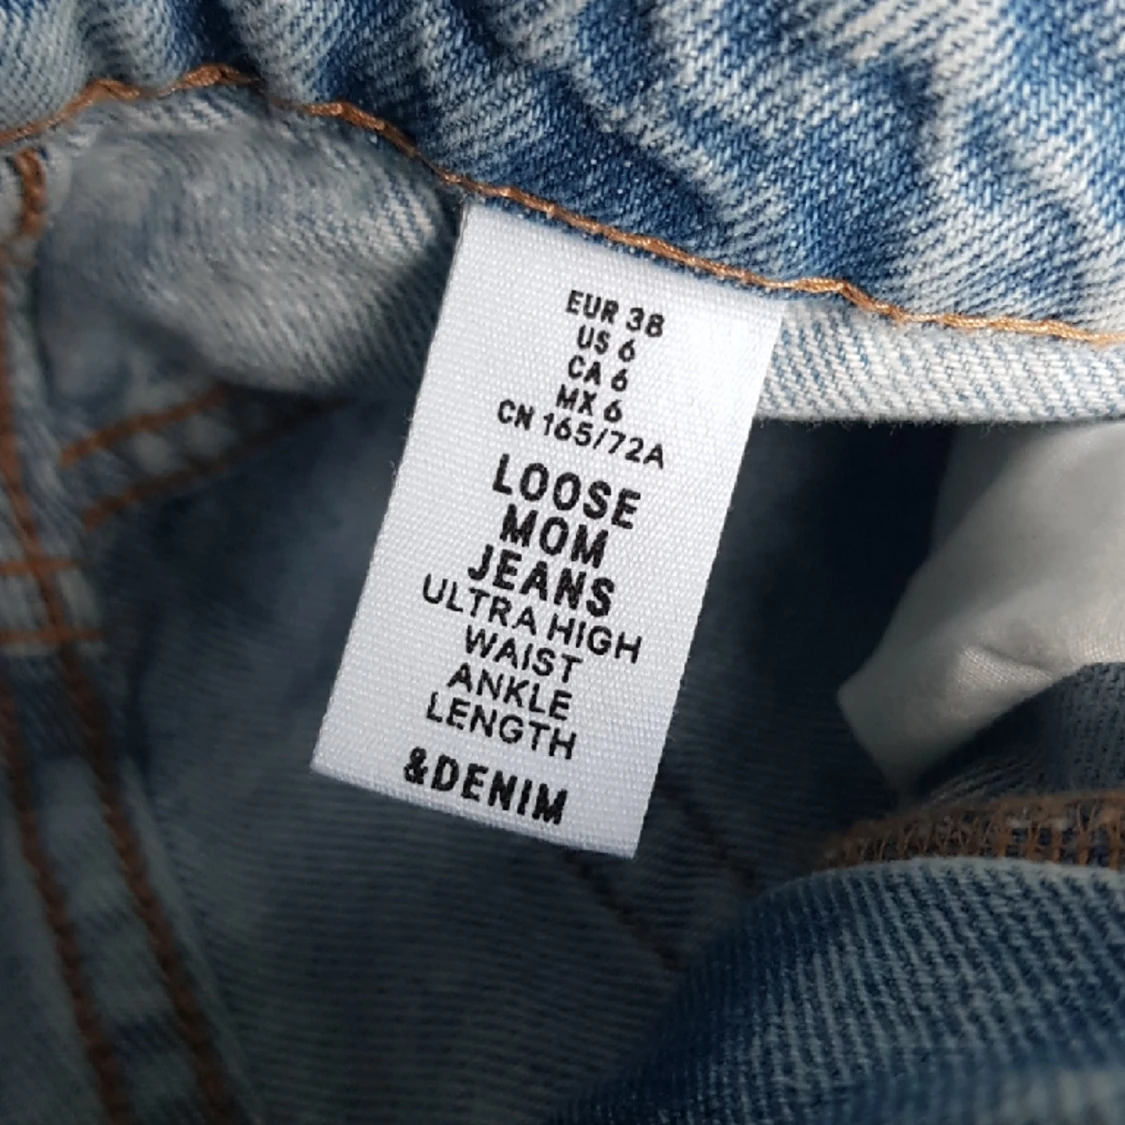 EUR 38
US 6
CA 6
MX 6
CN 165/72A
LOOSE
MOM
JEANS
ULTRA HIGH
WAIST
ANKLE
LENGTH
&DENIM